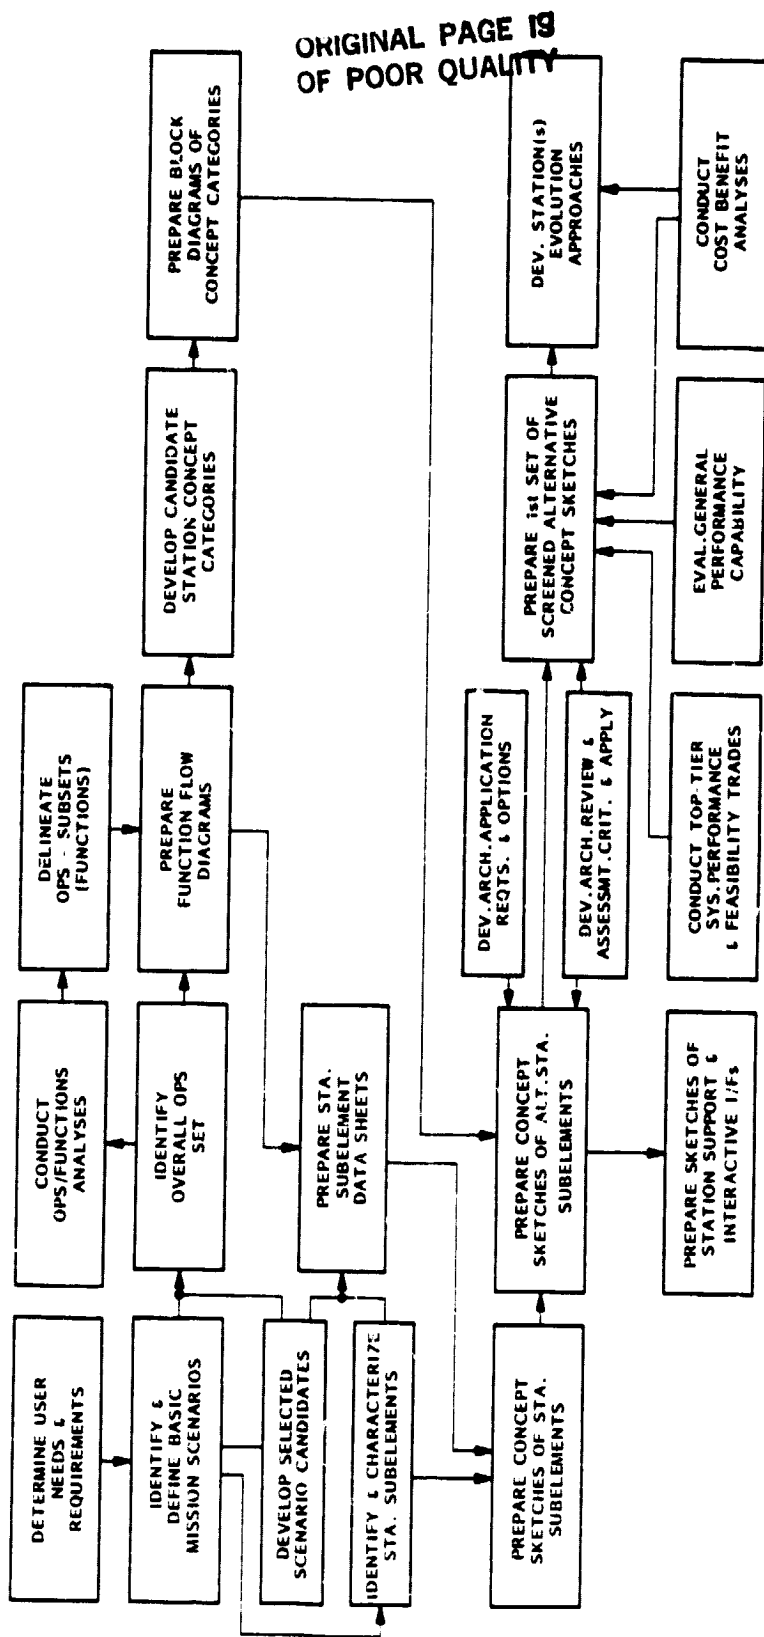 ORIGINAL PAGE IS
OF POOR QUALITY
DETERMINE USER
NEEDS &
REQUIREMENTS
CONDUCT
OPS/FUNCTIONS
ANALYSES
DELINEATE
OPS - SUBSETS
(FUNCTIONS)
IDENTIFY &
DEFINE BASIC
MISSION SCENARIOS
IDENTIFY
OVERALL OPS
SET
PREPARE
FUNCTION FLOW
DIAGRAMS
DEVELOP CANDIDATE
STATION CONCEPT
CATEGORIES
PREPARE BLOCK
DIAGRAMS OF
CONCEPT CATEGORIES
DEVELOP SELECTED
SCENARIO CANDIDATES
PREPARE STA.
SUBELEMENT
DATA SHEETS
IDENTIFY & CHARACTERIZE
STA. SUBELEMENTS
DEV.ARCH.APPLICATION
REQTS. & OPTIONS
PREPARE CONCEPT
SKETCHES OF STA.
SUBELEMENTS
PREPARE CONCEPT
SKETCHES OF ALT.STA.
SUBELEMENTS
PREPARE 1st SET OF
SCREENED ALTERNATIVE
CONCEPT SKETCHES
DEV. STATION(s)
EVOLUTION
APPROACHES
DEV.ARCH.REVIEW &
ASSESSMT.CRIT. & APPLY
PREPARE SKETCHES OF
STATION SUPPORT &
INTERACTIVE I/Fs
CONDUCT TOP-TIER
SYS.PERFORMANCE
& FEASIBILITY TRADES
EVAL.GENERAL
PERFORMANCE
CAPABILITY
CONDUCT
COST BENEFIT
ANALYSES